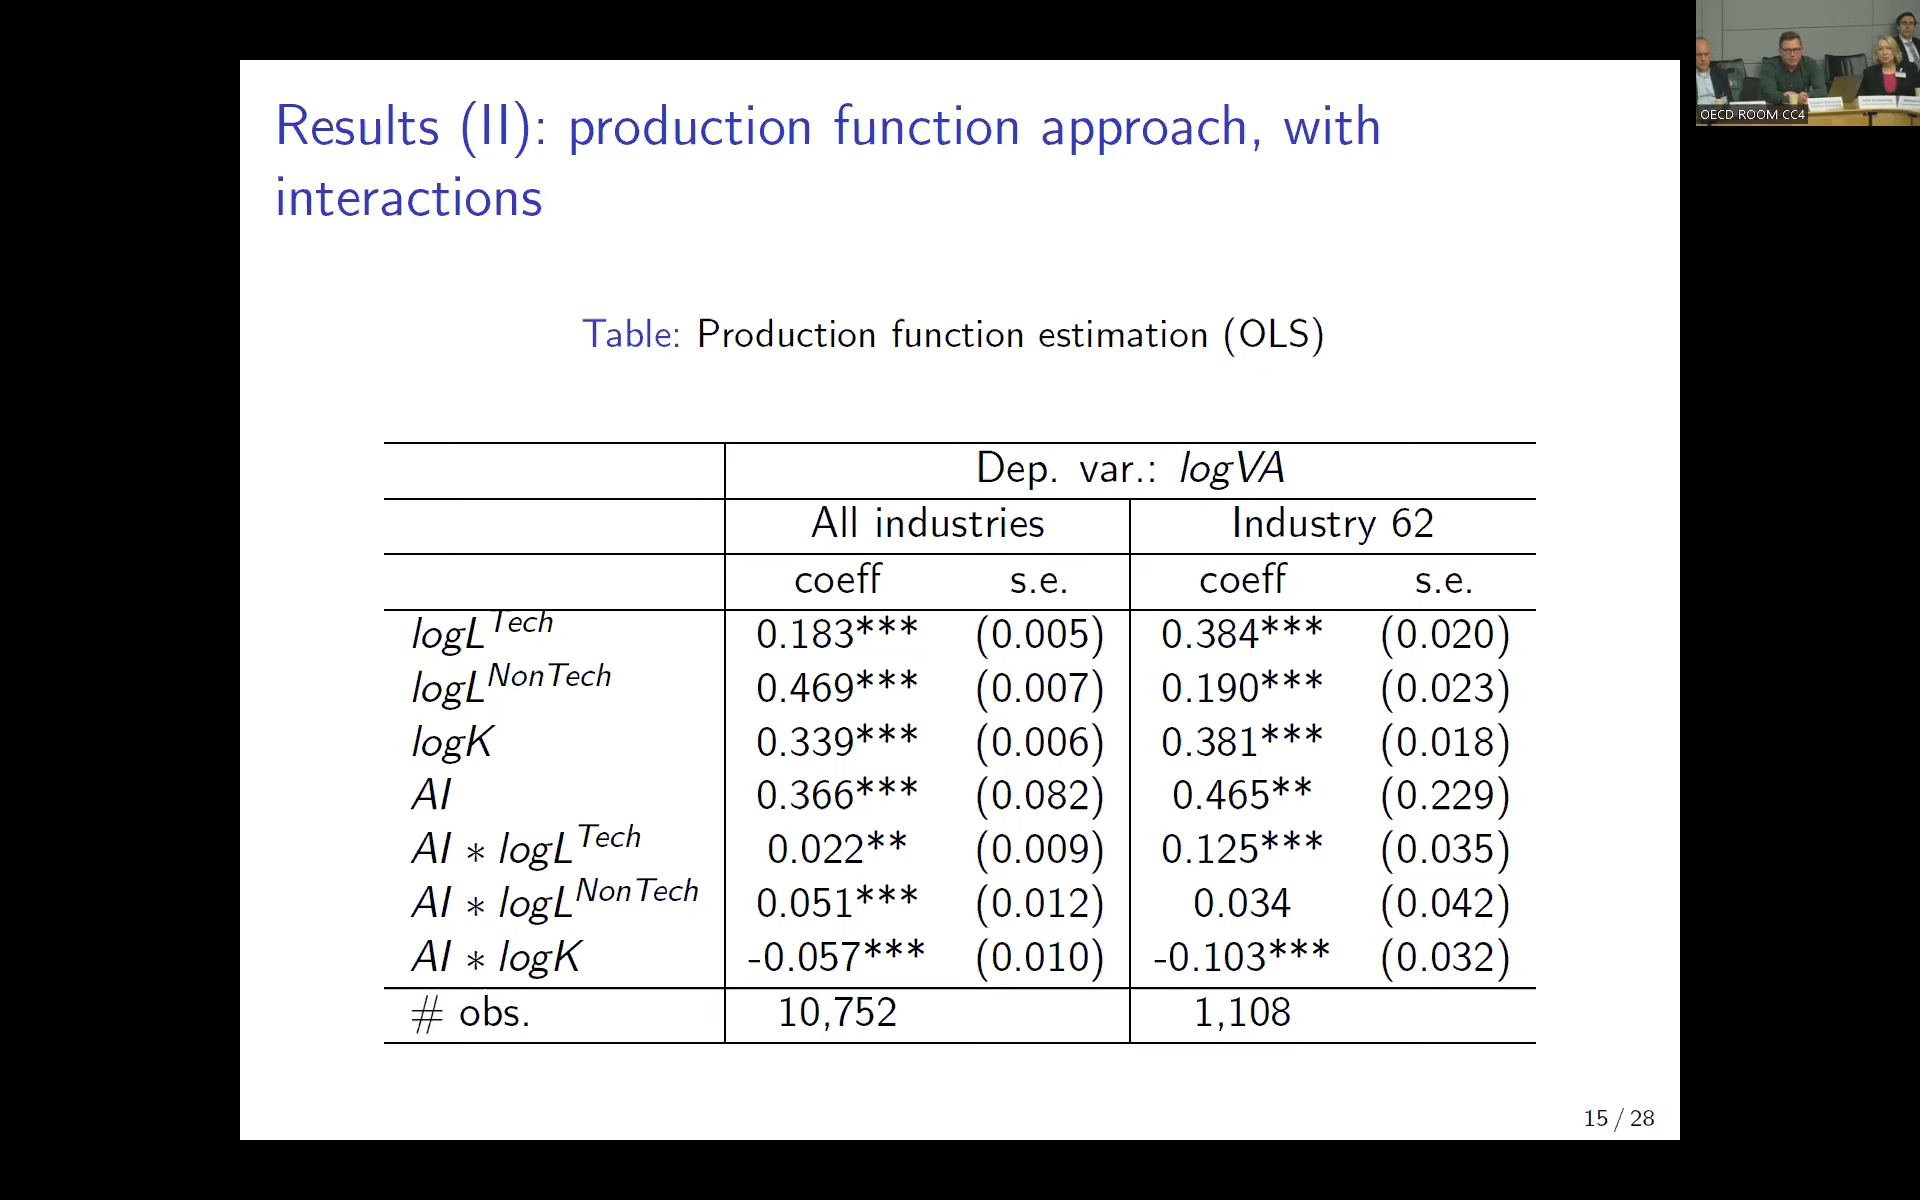 Results (II): production function approach, with
interactions
Table: Production function estimation (OLS)
Dep. var.: logVA
All industries Industry 62
coeff s.e. coeff s.e.
logL^Tech 0.183*** (0.005) 0.384*** (0.020)
logL^NonTech 0.469*** (0.007) 0.190*** (0.023)
logK 0.339*** (0.006) 0.381*** (0.018)
AI 0.366*** (0.082) 0.465** (0.229)
AI * logL^Tech 0.022** (0.009) 0.125*** (0.035)
AI * logL^NonTech 0.051*** (0.012) 0.034 (0.042)
AI * logK -0.057*** (0.010) -0.103*** (0.032)
# obs. 10,752 1,108
15 / 28
OECD ROOM CC4